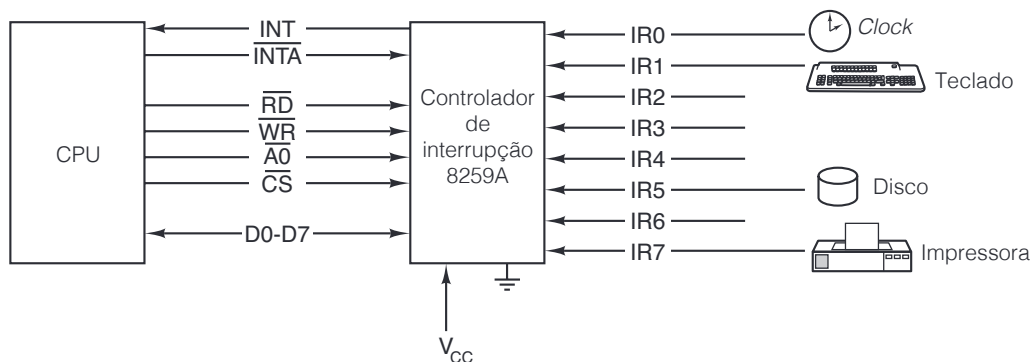 CPU
INT
INTA
RD
WR
A0
CS
D0-D7
Controlador
de
interrupção
8259A
VCC
IR0
IR1
IR2
IR3
IR4
IR5
IR6
IR7
Clock
Teclado
Disco
Impressora